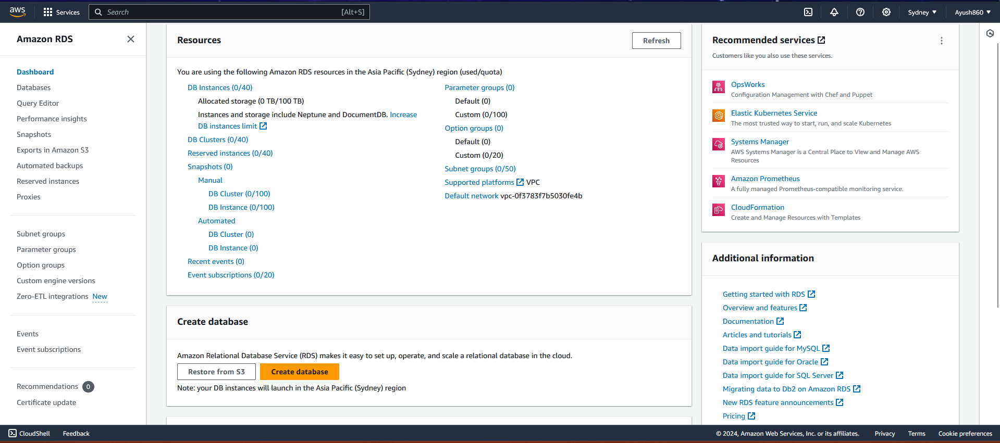 aws
Services
Search
[Alt+S]
Sydney
Ayush860
Amazon RDS
Dashboard
Databases
Query Editor
Performance insights
Snapshots
Exports in Amazon S3
Automated backups
Reserved instances
Proxies
Subnet groups
Parameter groups
Option groups
Custom engine versions
Zero-ETL integrations New
Events
Event subscriptions
Recommendations 0
Certificate update
Resources
Refresh
You are using the following Amazon RDS resources in the Asia Pacific (Sydney) region (used/quota)
DB Instances (0/40)
Allocated storage (0 TB/100 TB)
Instances and storage include Neptune and DocumentDB. Increase
DB instances limit
DB Clusters (0/40)
Reserved instances (0/40)
Snapshots (0)
Manual
DB Cluster (0/100)
DB Instance (0/100)
Automated
DB Cluster (0)
DB Instance (0)
Recent events (0)
Event subscriptions (0/20)
Parameter groups (0)
Default (0)
Custom (0/100)
Option groups (0)
Default (0)
Custom (0/20)
Subnet groups (0/50)
Supported platforms VPC
Default network vpc-0f3783f7b5030fe4b
Create database
Amazon Relational Database Service (RDS) makes it easy to set up, operate, and scale a relational database in the cloud.
Restore from S3
Create database
Note: your DB instances will launch in the Asia Pacific (Sydney) region
Recommended services
Customers like you also use these services.
OpsWorks
Configuration Management with Chef and Puppet
Elastic Kubernetes Service
The most trusted way to start, run, and scale Kubernetes
Systems Manager
AWS Systems Manager is a Central Place to View and Manage AWS
Resources
Amazon Prometheus
A fully managed Prometheus-compatible monitoring service.
CloudFormation
Create and Manage Resources with Templates
Additional information
Getting started with RDS
Overview and features
Documentation
Articles and tutorials
Data import guide for MySQL
Data import guide for Oracle
Data import guide for SQL Server
Migrating data to Db2 on Amazon RDS
New RDS feature announcements
Pricing
CloudShell
Feedback
© 2024, Amazon Web Services, Inc. or its affiliates.
Privacy
Terms
Cookie preferences